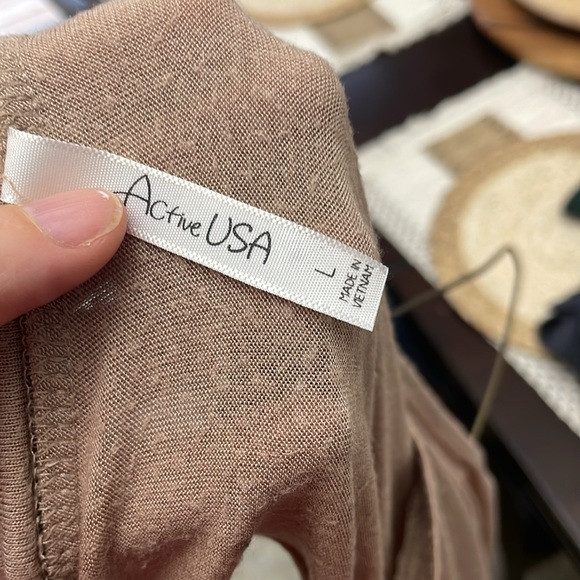 Active USA
L
MADE IN
VIETNAM